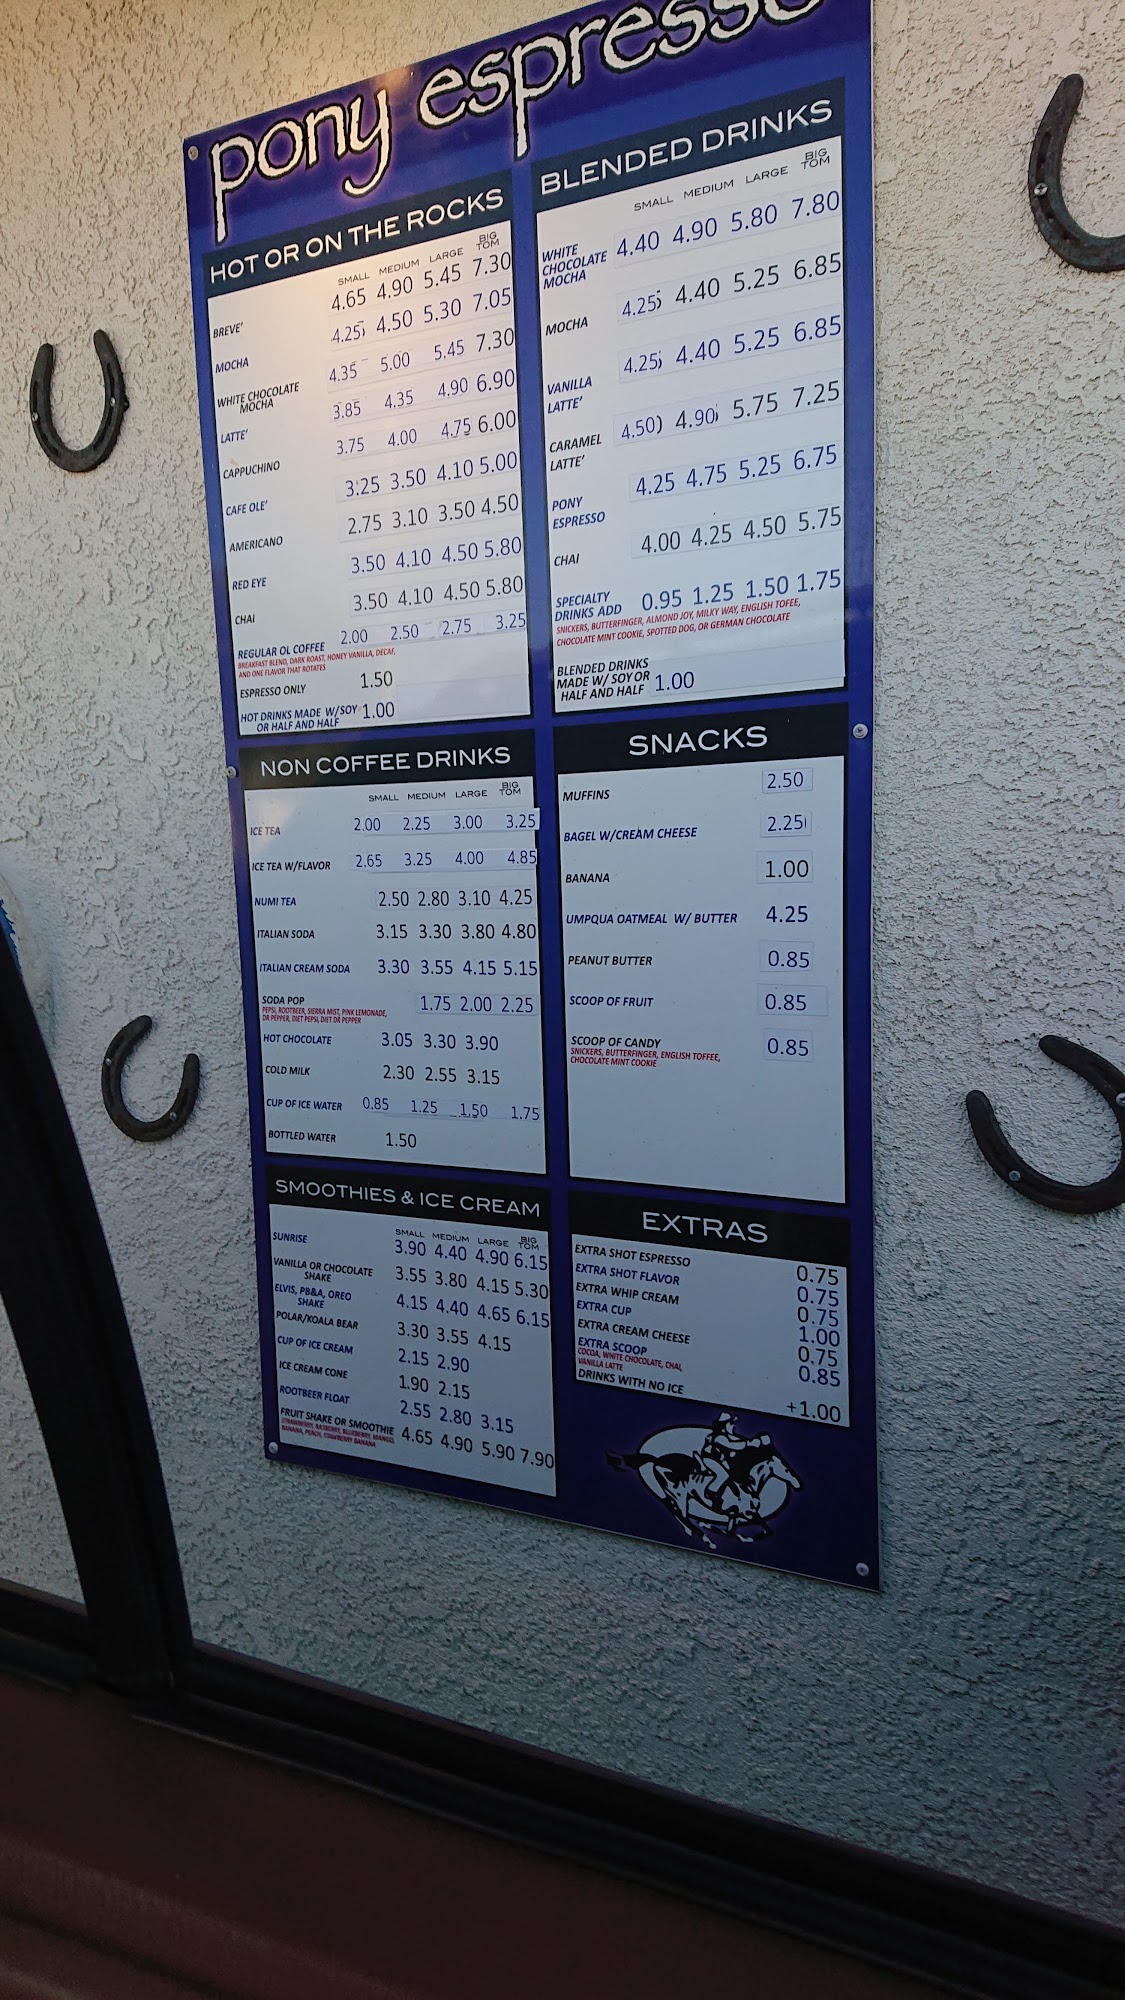 pony espresso
HOT OR ON THE ROCKS
SMALL MEDIUM LARGE BIG TOM
BREVE' 4.65 4.90 5.45 7.30
MOCHA 4.25 4.50 5.30 7.05
WHITE CHOCOLATE 4.35 5.00 5.45 7.30
MOCHA
LATTE' 3.85 4.35 4.90 6.90
CAPPUCHINO 3.75 4.00 4.75 6.00
CAFE OLE' 3.25 3.50 4.10 5.00
AMERICANO 2.75 3.10 3.50 4.50
RED EYE 3.50 4.10 4.50 5.80
CHAI 3.50 4.10 4.50 5.80
REGULAR OL COFFEE 2.00 2.50 2.75 3.25
BREAKFAST BLEND, DARK ROAST, HONEY VANILLA, DECAF,
AND ONE FLAVOR THAT ROTATES
ESPRESSO ONLY 1.50
HOT DRINKS MADE W/SOY 1.00
OR HALF AND HALF
BLENDED DRINKS
SMALL MEDIUM LARGE BIG TOM
WHITE 4.40 4.90 5.80 7.80
CHOCOLATE
MOCHA
MOCHA 4.25 4.40 5.25 6.85
VANILLA 4.25 4.40 5.25 6.85
LATTE'
CARAMEL 4.50 4.90 5.75 7.25
LATTE'
PONY 4.25 4.75 5.25 6.75
ESPRESSO
CHAI 4.00 4.25 4.50 5.75
SPECIALTY
DRINKS ADD 0.95 1.25 1.50 1.75
SNICKERS, BUTTERFINGER, ALMOND JOY, MILKY WAY, ENGLISH TOFEE,
CHOCOLATE MINT COOKIE, SPOTTED DOG, OR GERMAN CHOCOLATE
BLENDED DRINKS
MADE W/ SOY OR
HALF AND HALF 1.00
NON COFFEE DRINKS
SMALL MEDIUM LARGE BIG TOM
ICE TEA 2.00 2.25 3.00 3.25
ICE TEA W/FLAVOR 2.65 3.25 4.00 4.85
NUMI TEA 2.50 2.80 3.10 4.25
ITALIAN SODA 3.15 3.30 3.80 4.80
ITALIAN CREAM SODA 3.30 3.55 4.15 5.15
SODA POP 1.75 2.00 2.25
PEPSI, ROOTBEER, SIERRA MIST, PINK LEMONADE,
DR PEPPER, DIET PEPSI, DIET DR PEPPER
HOT CHOCOLATE 3.05 3.30 3.90
COLD MILK 2.30 2.55 3.15
CUP OF ICE WATER 0.85 1.25 1.50 1.75
BOTTLED WATER 1.50
SNACKS
MUFFINS 2.50
BAGEL W/CREAM CHEESE 2.25
BANANA 1.00
UMPQUA OATMEAL W/ BUTTER 4.25
PEANUT BUTTER 0.85
SCOOP OF FRUIT 0.85
SCOOP OF CANDY 0.85
SNICKERS, BUTTERFINGER, ENGLISH TOFFEE,
CHOCOLATE MINT COOKIE
SMOOTHIES & ICE CREAM
SMALL MEDIUM LARGE BIG TOM
SUNRISE 3.90 4.40 4.90 6.15
VANILLA OR CHOCOLATE 3.55 3.80 4.15 5.30
SHAKE
ELVIS, PB&A, OREO 4.15 4.40 4.65 6.15
SHAKE
POLAR/KOALA BEAR 3.30 3.55 4.15
CUP OF ICE CREAM 2.15 2.90
ICE CREAM CONE 1.90 2.15
ROOTBEER FLOAT 2.55 2.80 3.15
FRUIT SHAKE OR SMOOTHIE 4.65 4.90 5.90 7.90
STRAWBERRY, RASBERRY, BLUEBERRY, MANGO,
BANANA, PEACH, STRAWBERRY BANANA
EXTRAS
EXTRA SHOT ESPRESSO 0.75
EXTRA SHOT FLAVOR 0.75
EXTRA WHIP CREAM 0.75
EXTRA CUP 1.00
EXTRA CREAM CHEESE 0.75
EXTRA SCOOP 0.85
COCOA, WHITE CHOCOLATE, CHAI,
VANILLA LATTE
DRINKS WITH NO ICE +1.00